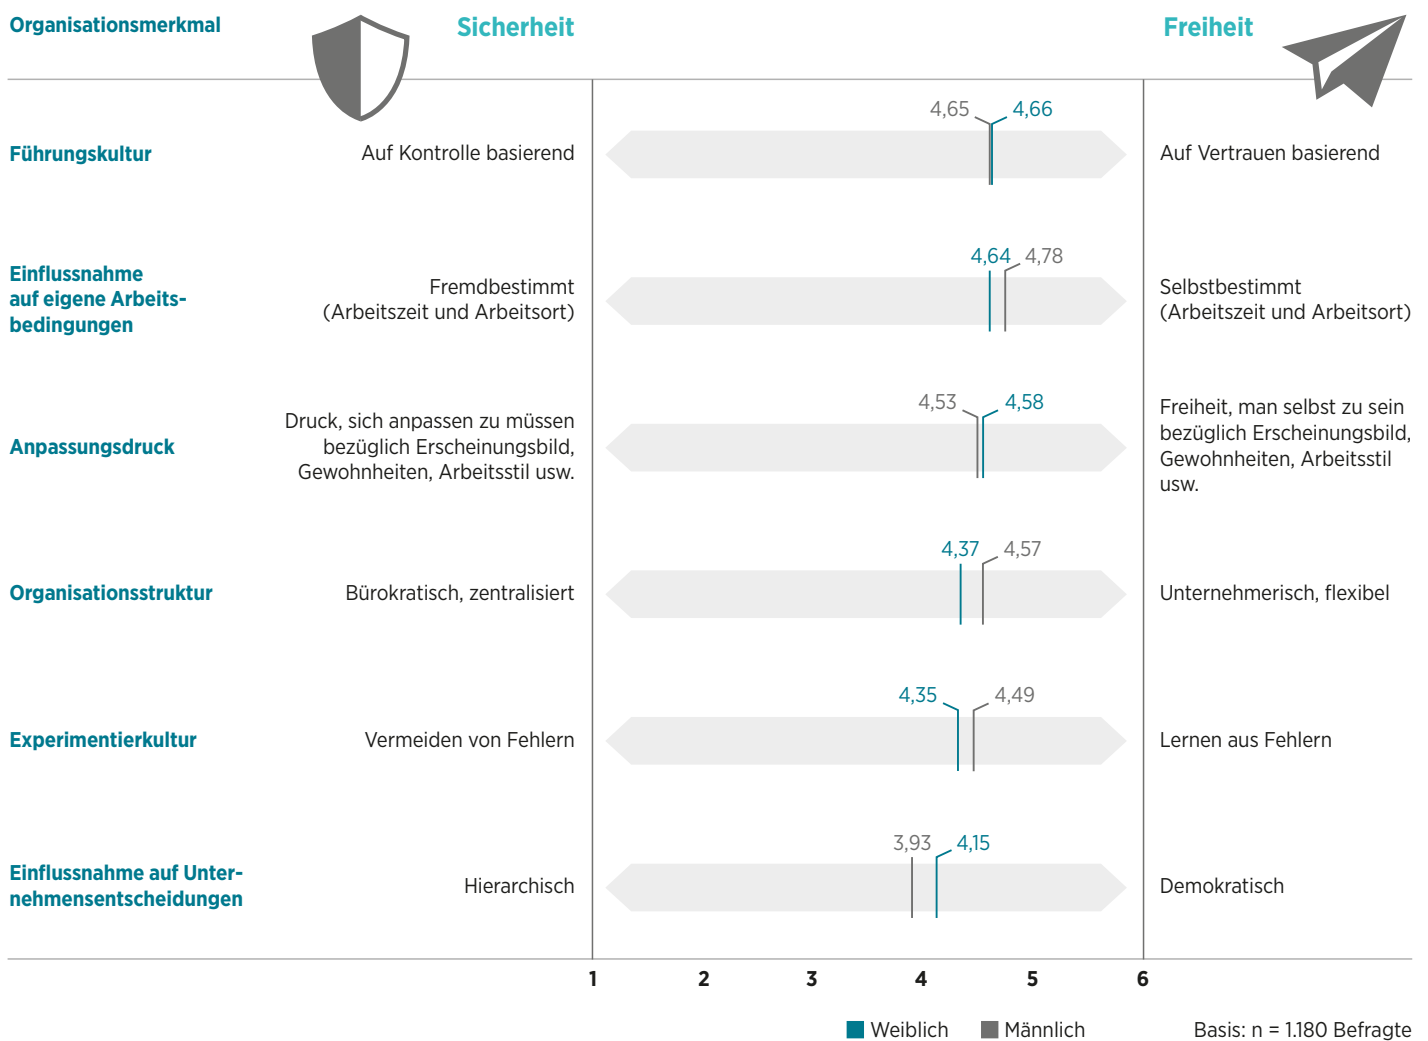 Organisationsmerkmal
Sicherheit
Freiheit
Führungskultur
Auf Kontrolle basierend
4,65
4,66
Auf Vertrauen basierend
Einflussnahme
auf eigene Arbeits-
bedingungen
Fremdbestimmt
(Arbeitszeit und Arbeitsort)
4,64
4,78
Selbstbestimmt
(Arbeitszeit und Arbeitsort)
Anpassungsdruck
Druck, sich anpassen zu müssen
bezüglich Erscheinungsbild,
Gewohnheiten, Arbeitsstil usw.
4,53
4,58
Freiheit, man selbst zu sein
bezüglich Erscheinungsbild,
Gewohnheiten, Arbeitsstil
usw.
Organisationsstruktur
Bürokratisch, zentralisiert
4,37
4,57
Unternehmerisch, flexibel
Experimentierkultur
Vermeiden von Fehlern
4,35
4,49
Lernen aus Fehlern
Einflussnahme auf Unter-
nehmensentscheidungen
Hierarchisch
3,93
4,15
Demokratisch
1 2 3 4 5 6
Weiblich
Männlich
Basis: n = 1.180 Befragte